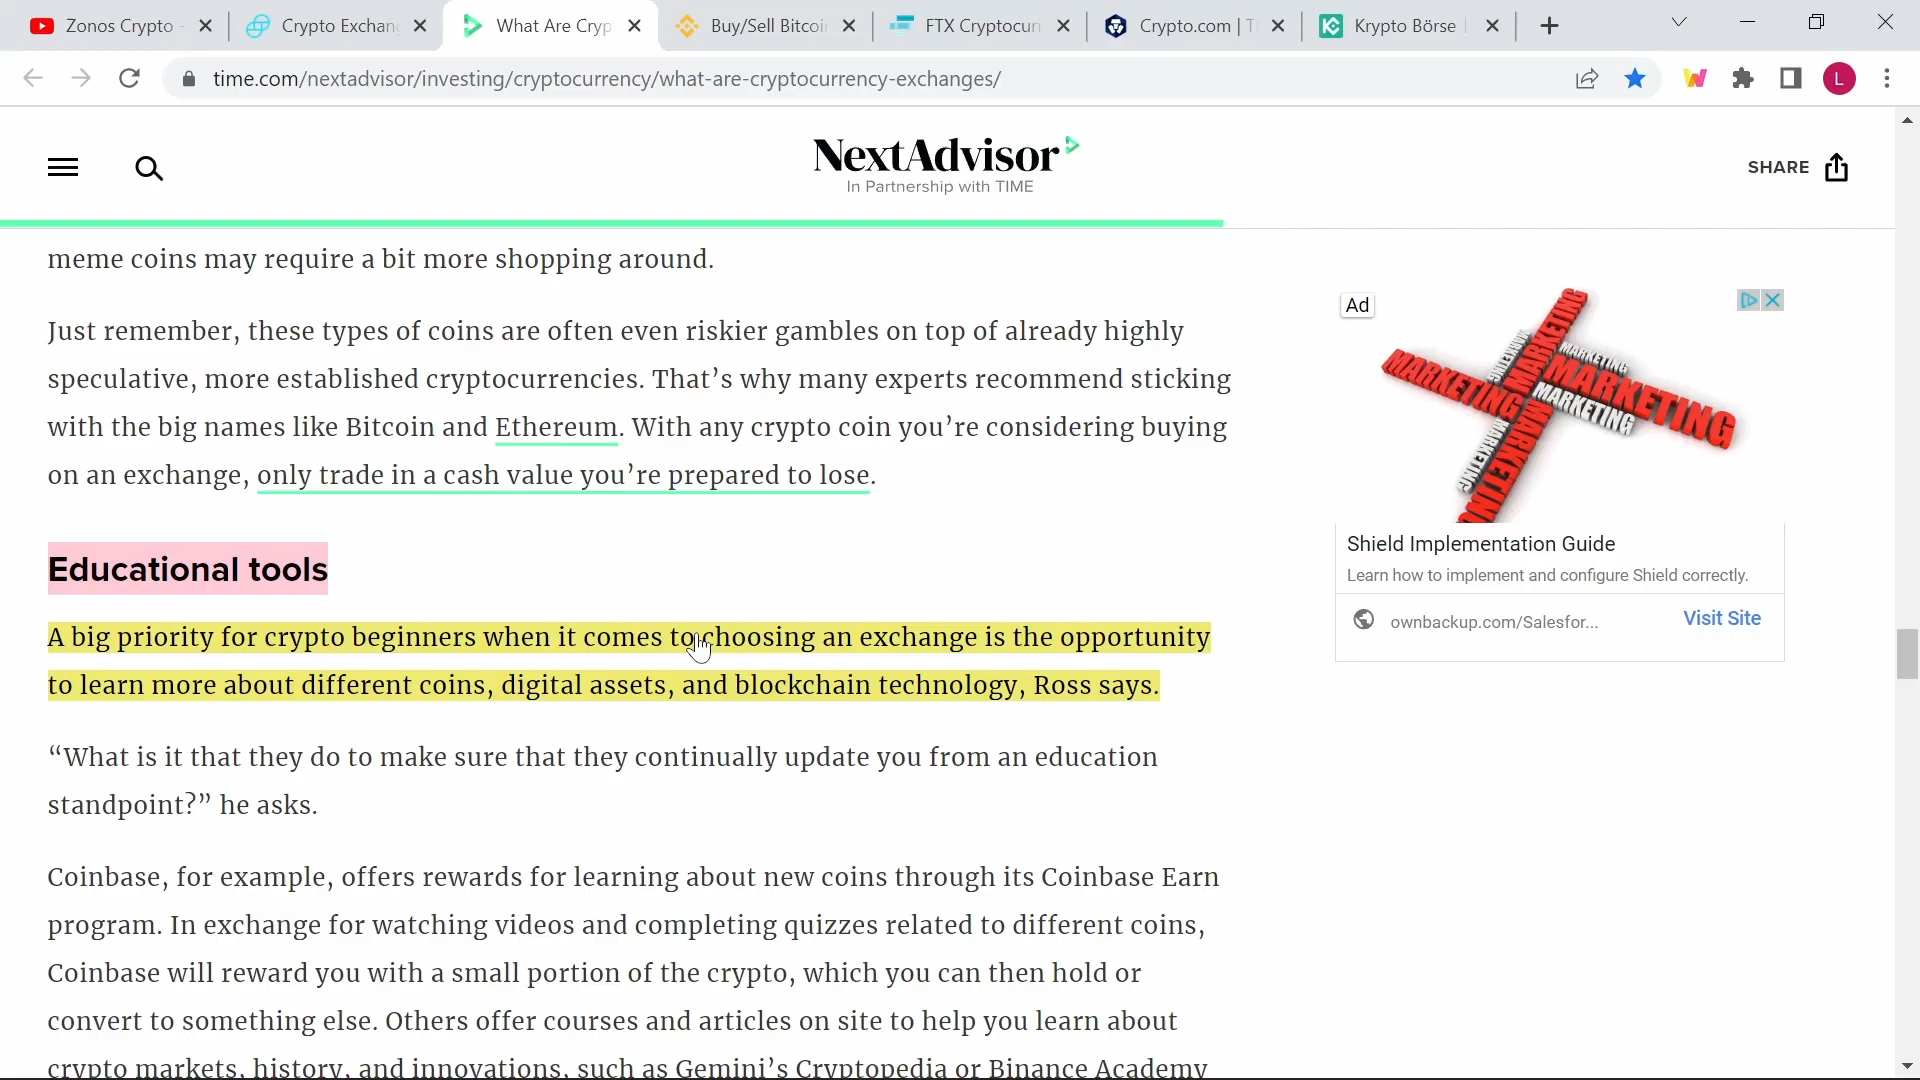 Zonos Crypto -
Crypto Exchang
What Are Cryp
Buy/Sell Bitcoin
FTX Cryptocurr
Crypto.com | T
Krypto Börse |
time.com/nextadvisor/investing/cryptocurrency/what-are-cryptocurrency-exchanges/
L
NextAdvisor
In Partnership with TIME
SHARE
meme coins may require a bit more shopping around.
Just remember, these types of coins are often even riskier gambles on top of already highly
speculative, more established cryptocurrencies. That’s why many experts recommend sticking
with the big names like Bitcoin and Ethereum. With any crypto coin you’re considering buying
on an exchange, only trade in a cash value you’re prepared to lose.
Educational tools
A big priority for crypto beginners when it comes to choosing an exchange is the opportunity
to learn more about different coins, digital assets, and blockchain technology, Ross says.
“What is it that they do to make sure that they continually update you from an education
standpoint?” he asks.
Coinbase, for example, offers rewards for learning about new coins through its Coinbase Earn
program. In exchange for watching videos and completing quizzes related to different coins,
Coinbase will reward you with a small portion of the crypto, which you can then hold or
convert to something else. Others offer courses and articles on site to help you learn about
crypto markets, history, and innovations, such as Gemini’s Cryptopedia or Binance Academy
Ad
MARKETING
MARKETING
MARKETING
MARKETING
MARKETING
MARKETING
MARKETING
MARKETING
Shield Implementation Guide
Learn how to implement and configure Shield correctly.
ownbackup.com/Salesfor...
Visit Site